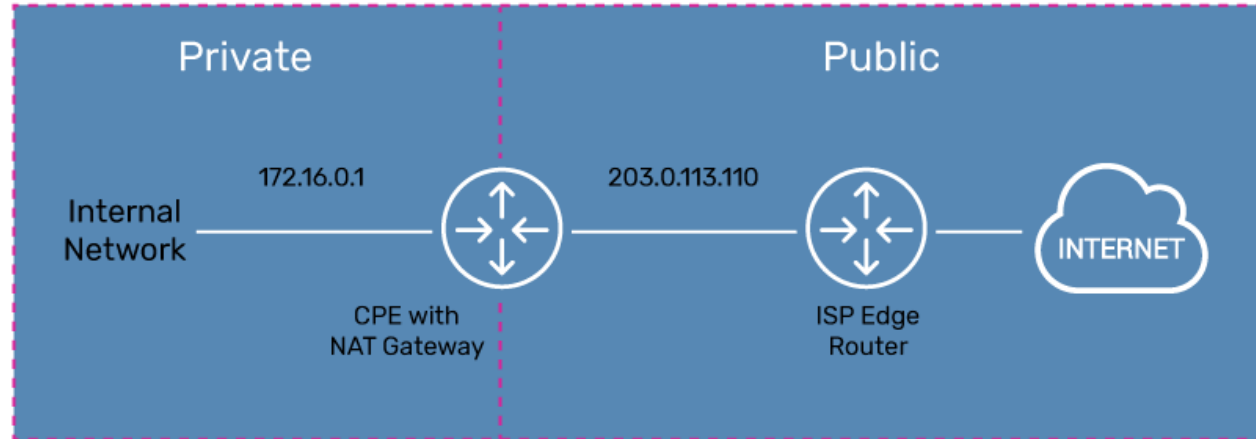 Private
Public
172.16.0.1
203.0.113.110
Internal
Network
INTERNET
CPE with
NAT Gateway
ISP Edge
Router